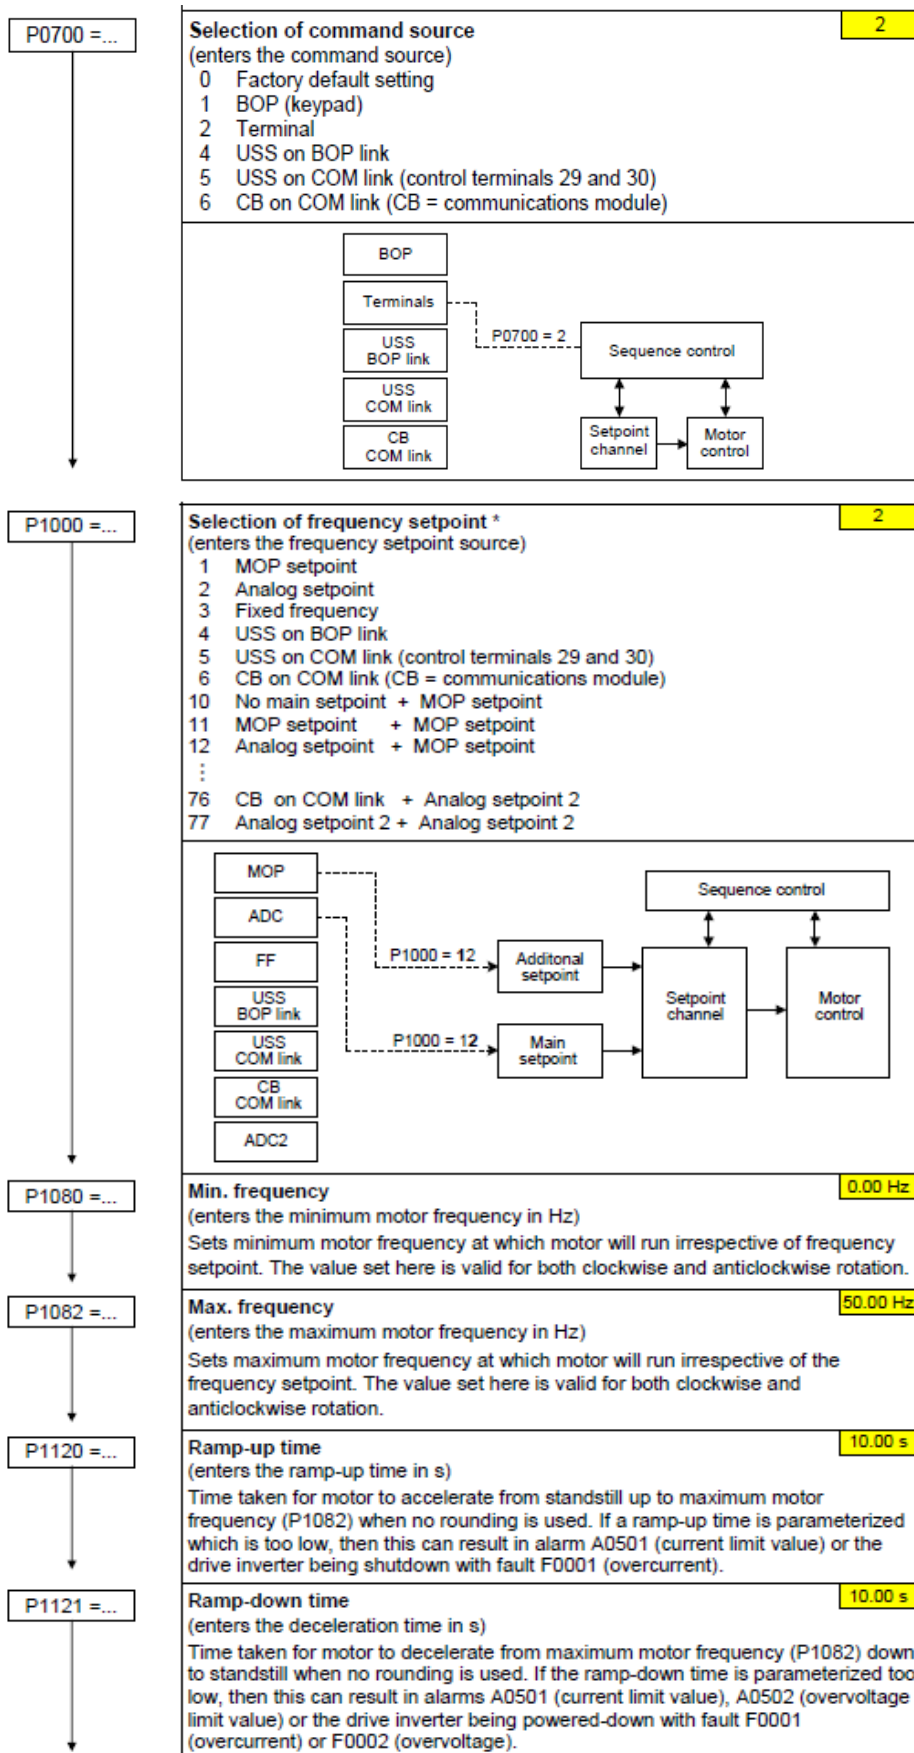 P0700 =...
Selection of command source
2
(enters the command source)
0 Factory default setting
1 BOP (keypad)
2 Terminal
4 USS on BOP link
5 USS on COM link (control terminals 29 and 30)
6 CB on COM link (CB = communications module)
BOP
Terminals
USS
BOP link
USS
COM link
CB
COM link
P0700 = 2
Sequence control
Setpoint
channel
Motor
control
P1000 =...
Selection of frequency setpoint *
2
(enters the frequency setpoint source)
1 MOP setpoint
2 Analog setpoint
3 Fixed frequency
4 USS on BOP link
5 USS on COM link (control terminals 29 and 30)
6 CB on COM link (CB = communications module)
10 No main setpoint + MOP setpoint
11 MOP setpoint + MOP setpoint
12 Analog setpoint + MOP setpoint
⋮
76 CB on COM link + Analog setpoint 2
77 Analog setpoint 2 + Analog setpoint 2
MOP
ADC
FF
USS
BOP link
USS
COM link
CB
COM link
ADC2
P1000 = 12
P1000 = 12
Additonal
setpoint
Main
setpoint
Sequence control
Setpoint
channel
Motor
control
P1080 =...
Min. frequency
0.00 Hz
(enters the minimum motor frequency in Hz)
Sets minimum motor frequency at which motor will run irrespective of frequency
setpoint. The value set here is valid for both clockwise and anticlockwise rotation.
P1082 =...
Max. frequency
50.00 Hz
(enters the maximum motor frequency in Hz)
Sets maximum motor frequency at which motor will run irrespective of the
frequency setpoint. The value set here is valid for both clockwise and
anticlockwise rotation.
P1120 =...
Ramp-up time
10.00 s
(enters the ramp-up time in s)
Time taken for motor to accelerate from standstill up to maximum motor
frequency (P1082) when no rounding is used. If a ramp-up time is parameterized
which is too low, then this can result in alarm A0501 (current limit value) or the
drive inverter being shutdown with fault F0001 (overcurrent).
P1121 =...
Ramp-down time
10.00 s
(enters the deceleration time in s)
Time taken for motor to decelerate from maximum motor frequency (P1082) down
to standstill when no rounding is used. If the ramp-down time is parameterized too
low, then this can result in alarms A0501 (current limit value), A0502 (overvoltage
limit value) or the drive inverter being powered-down with fault F0001
(overcurrent) or F0002 (overvoltage).